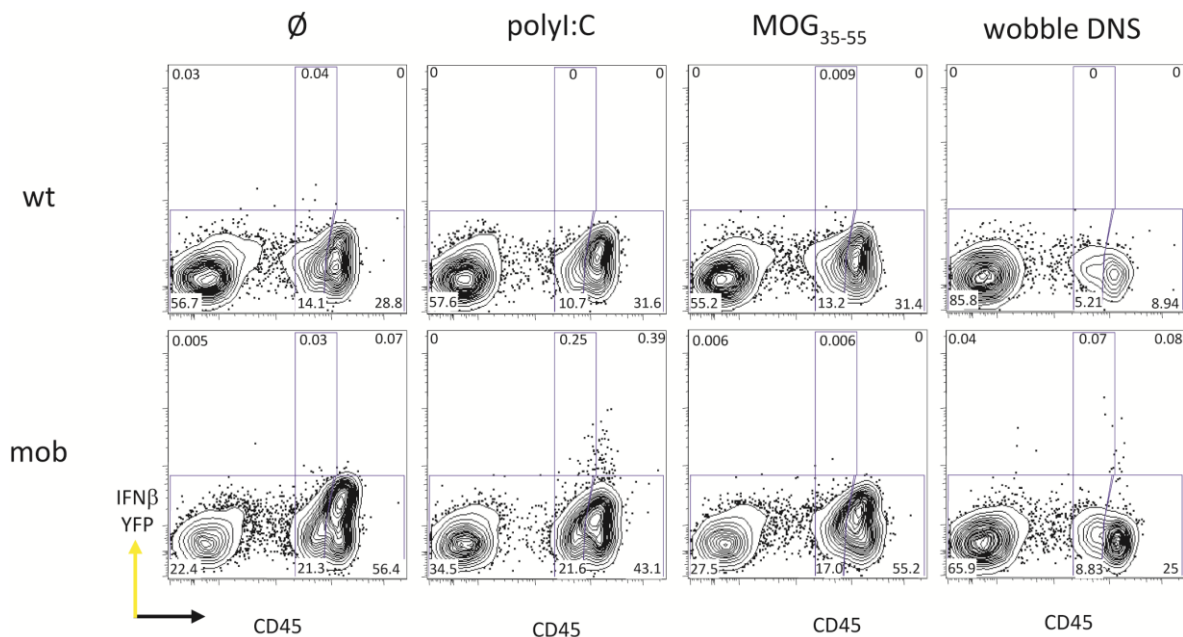 Ø polyI:C MOG35-55 wobble DNS
wt
0.03 0.04 0 0 0 0 0 0.009 0 0 0 0
56.7 14.1 28.8 57.6 10.7 31.6 55.2 13.2 31.4 85.8 5.21 8.94
mob
0.005 0.03 0.07 0 0.25 0.39 0.006 0.006 0 0.04 0.07 0.08
22.4 21.3 56.4 34.5 21.6 43.1 27.5 17.0 55.2 65.9 8.83 25
IFNβ
YFP
CD45 CD45 CD45 CD45